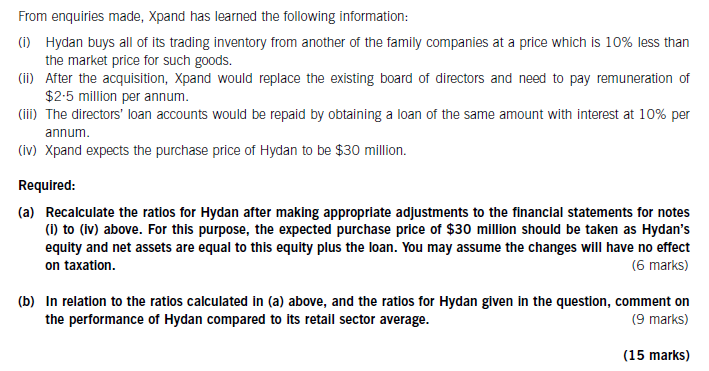 From enquiries made, Xpand has learned the following information:
(i) Hydan buys all of its trading inventory from another of the family companies at a price which is 10% less than
the market price for such goods.
(ii) After the acquisition, Xpand would replace the existing board of directors and need to pay remuneration of
$2·5 million per annum.
(iii) The directors' loan accounts would be repaid by obtaining a loan of the same amount with interest at 10% per
annum.
(iv) Xpand expects the purchase price of Hydan to be $30 million.
Required:
(a) Recalculate the ratios for Hydan after making appropriate adjustments to the financial statements for notes
(i) to (iv) above. For this purpose, the expected purchase price of $30 million should be taken as Hydan's
equity and net assets are equal to this equity plus the loan. You may assume the changes will have no effect
on taxation. (6 marks)
(b) In relation to the ratios calculated in (a) above, and the ratios for Hydan given in the question, comment on
the performance of Hydan compared to its retail sector average. (9 marks)
(15 marks)